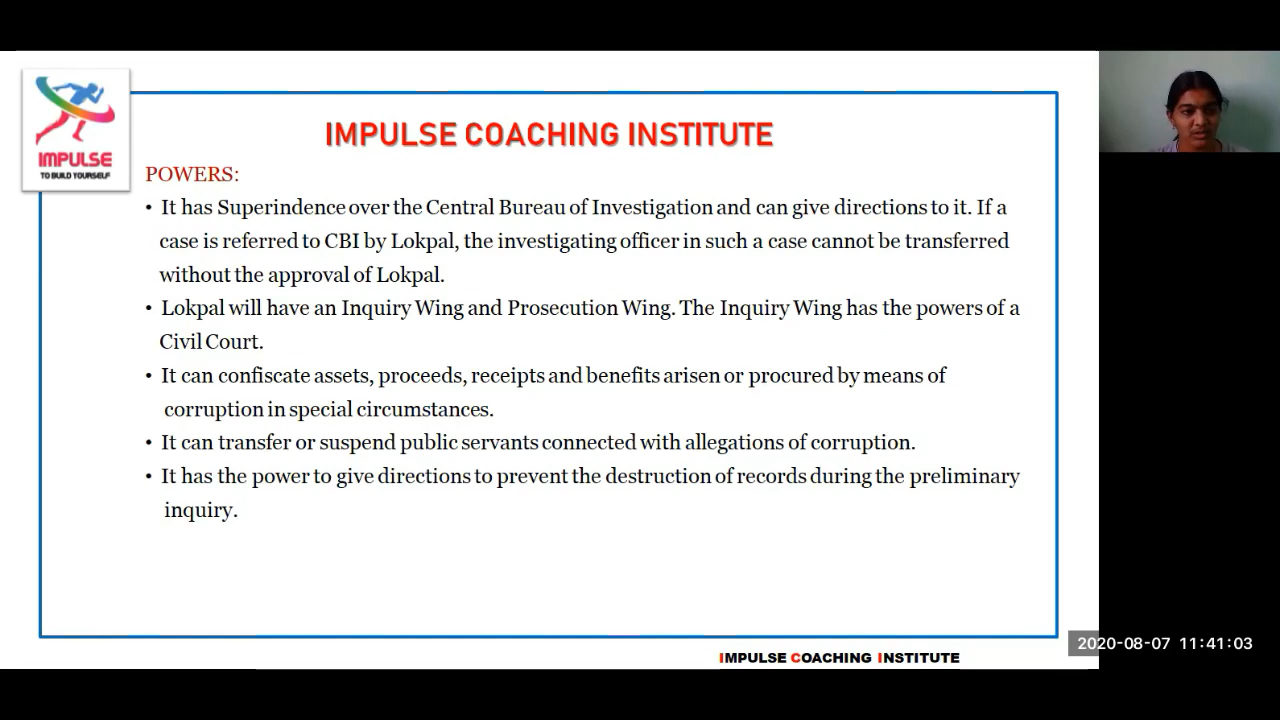 IMPULSE
TO BUILD YOURSELF
IMPULSE COACHING INSTITUTE
POWERS:
• It has Superindence over the Central Bureau of Investigation and can give directions to it. If a
case is referred to CBI by Lokpal, the investigating officer in such a case cannot be transferred
without the approval of Lokpal.
• Lokpal will have an Inquiry Wing and Prosecution Wing. The Inquiry Wing has the powers of a
Civil Court.
• It can confiscate assets, proceeds, receipts and benefits arisen or procured by means of
corruption in special circumstances.
• It can transfer or suspend public servants connected with allegations of corruption.
• It has the power to give directions to prevent the destruction of records during the preliminary
inquiry.
2020-08-07 11:41:03
IMPULSE COACHING INSTITUTE